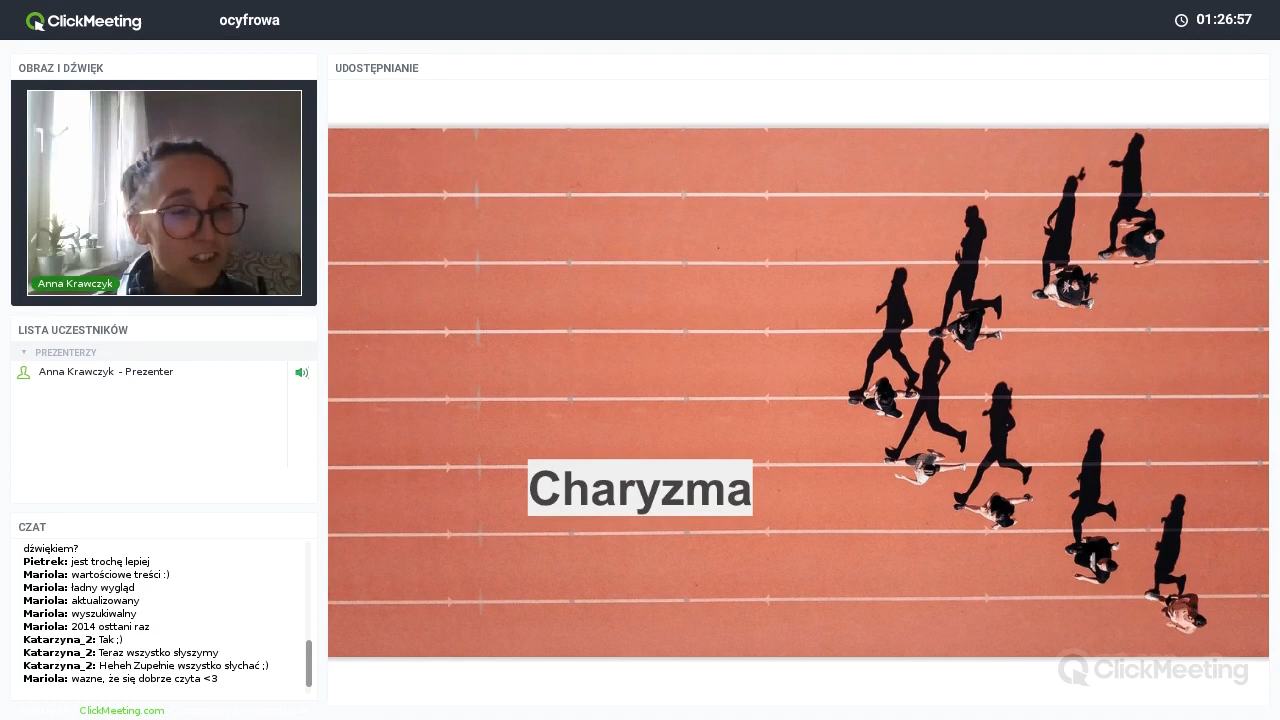 ClickMeeting
ocyfrowa
01:26:57
OBRAZ I DŹWIĘK
Anna Krawczyk
LISTA UCZESTNIKÓW
PREZENTERZY
Anna Krawczyk - Prezenter
CZAT
dźwiękiem?
Pietrek: jest trochę lepiej
Mariola: wartościowe treści :)
Mariola: ładny wygląd
Mariola: aktualizowany
Mariola: wyszukiwalny
Mariola: 2014 osttani raz
Katarzyna_2: Tak ;)
Katarzyna_2: Teraz wszystko słyszymy
Katarzyna_2: Heheh Zupełnie wszystko słychać ;)
Mariola: wazne, że się dobrze czyta <3
ClickMeeting.com
UDOSTĘPNIANIE
Charyzma
ClickMeeting